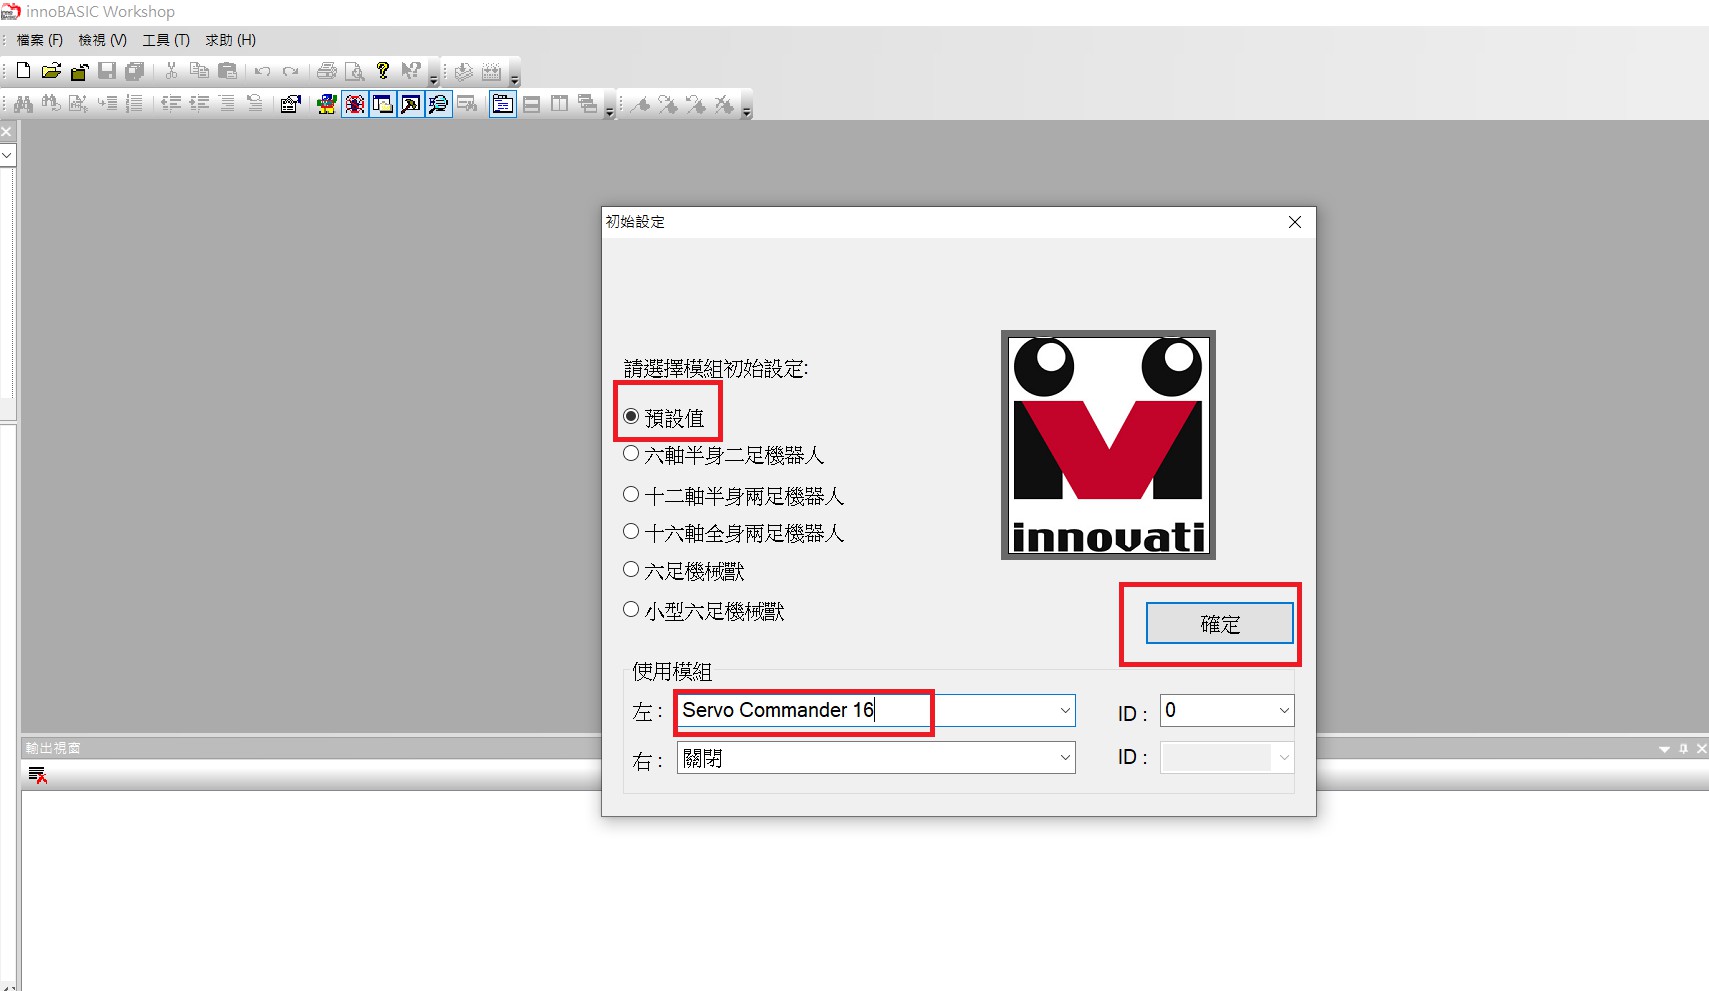 innoBASIC Workshop
檔案 (F) 檢視 (V) 工具 (T) 求助 (H)
初始設定
請選擇模組初始設定:
預設值
六軸半身二足機器人
十二軸半身兩足機器人
十六軸全身兩足機器人
六足機械獸
小型六足機械獸
innovati
確定
使用模組
左 : Servo Commander 16 ID : 0
右 : 關閉 ID :
輸出視窗